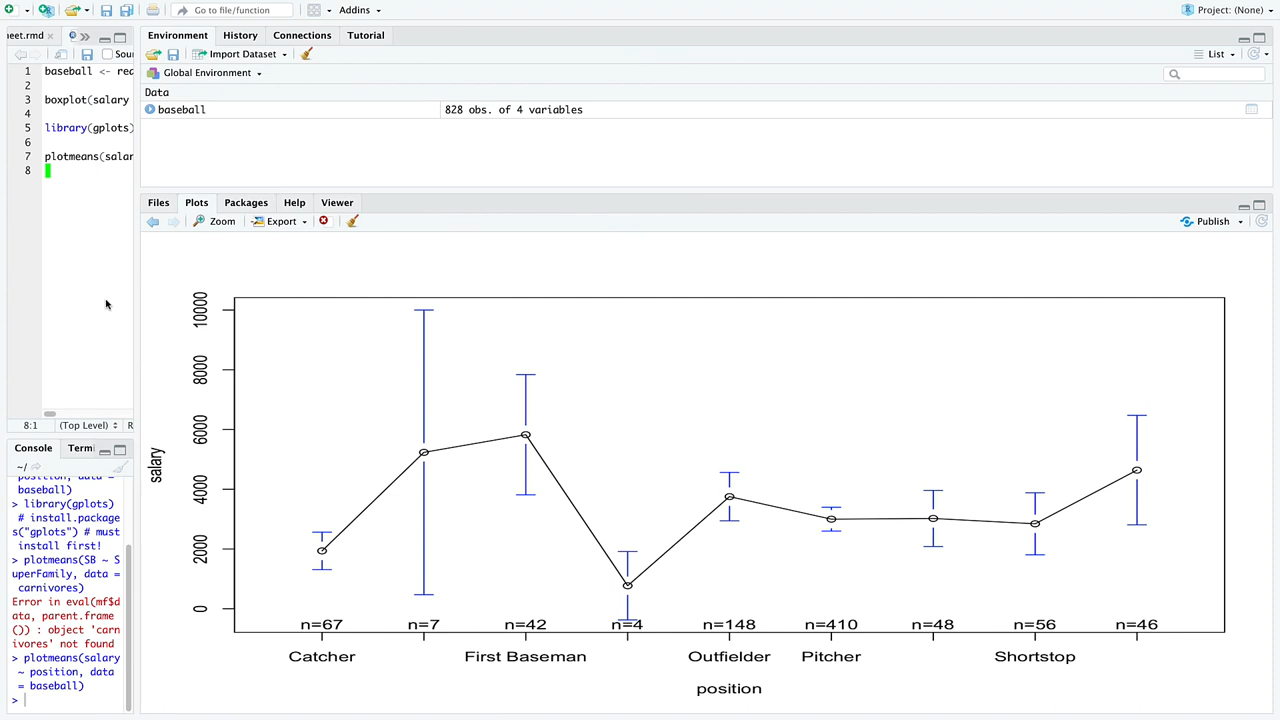 Go to file/function
Addins
Project: (None)
eet.rmd
Sou
1 baseball <- rea
2
3 boxplot(salary
4
5 library(gplots)
6
7 plotmeans(salar
8
8:1 (Top Level) R
Console Termi
~/
position, data =
baseball)
> library(gplots)
# install.package
s("gplots") # must
install first!
> plotmeans(SB ~ S
uperFamily, data =
carnivores)
Error in eval(mf$d
ata, parent.frame
()) : object 'carn
ivores' not found
> plotmeans(salary
~ position, data
= baseball)
>
Environment History Connections Tutorial
Import Dataset
List
Global Environment
Data
baseball 828 obs. of 4 variables
Files Plots Packages Help Viewer
Zoom Export Publish
10000
8000
6000
4000
2000
0
salary
n=67 n=7 n=42 n=4 n=148 n=410 n=48 n=56 n=46
Catcher First Baseman Outfielder Pitcher Shortstop
position